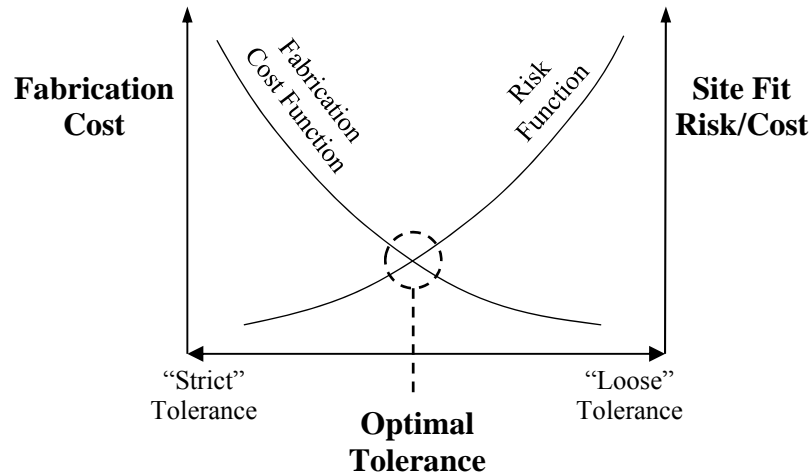 Fabrication
Cost
Fabrication
Cost Function
Risk
Function
Site Fit
Risk/Cost
“Strict”
Tolerance
“Loose”
Tolerance
Optimal
Tolerance